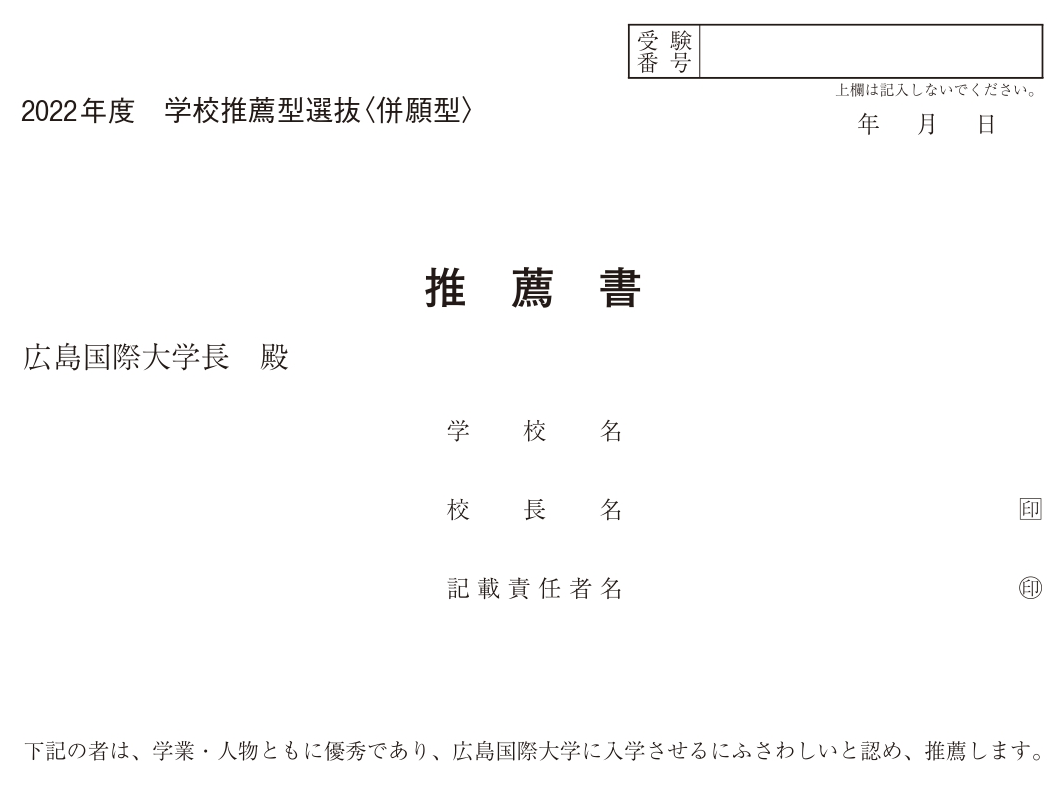 受験番号
上欄は記入しないでください。
2022年度　学校推薦型選抜〈併願型〉
年　月　日
推薦書
広島国際大学長　殿
学校名
校長名　印
記載責任者名　㊞
下記の者は、学業・人物ともに優秀であり、広島国際大学に入学させるにふさわしいと認め、推薦します。